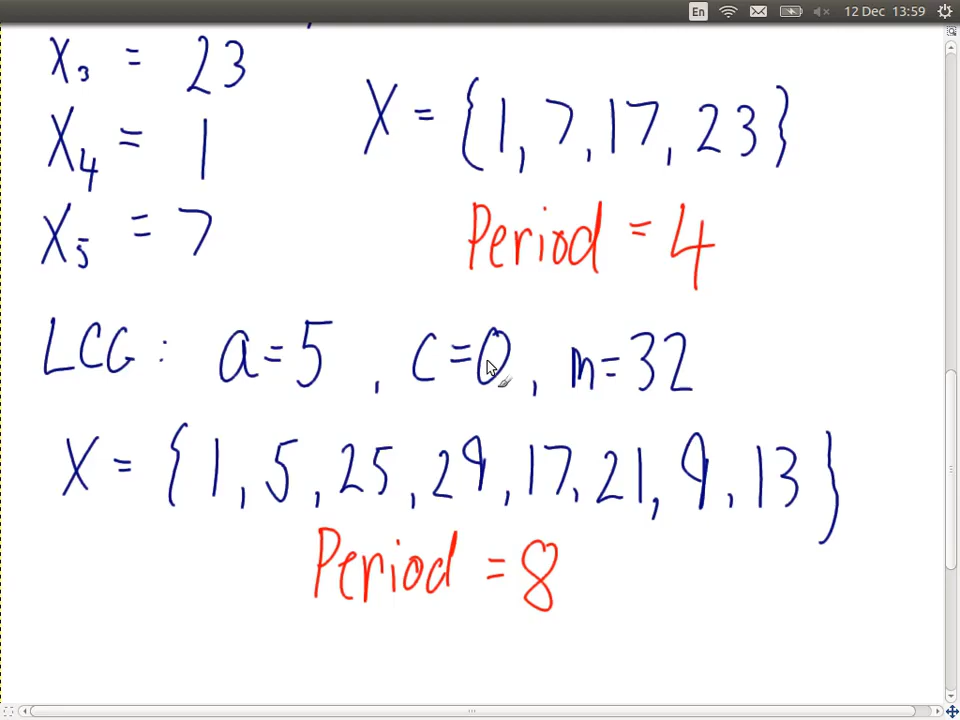 En 12 Dec 13:59
X₃ = 23
X = {1, 7, 17, 23}
X₄ = 1
X₅ = 7
Period = 4
LCG : a=5 , c=0 , m=32
X = {1, 5, 25, 29, 17, 21, 9, 13}
Period = 8